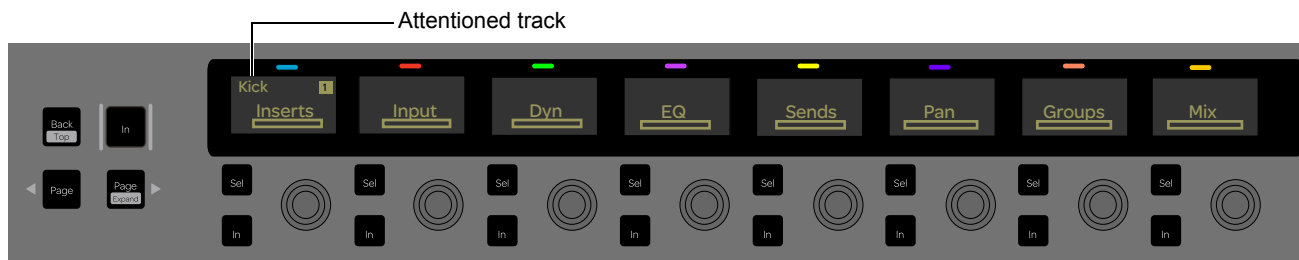 Attentioned track
Kick 1
Inserts
Input
Dyn
EQ
Sends
Pan
Groups
Mix
Back
Top
In
Page
Page
Expand
Sel
Sel
Sel
Sel
Sel
Sel
Sel
Sel
In
In
In
In
In
In
In
In